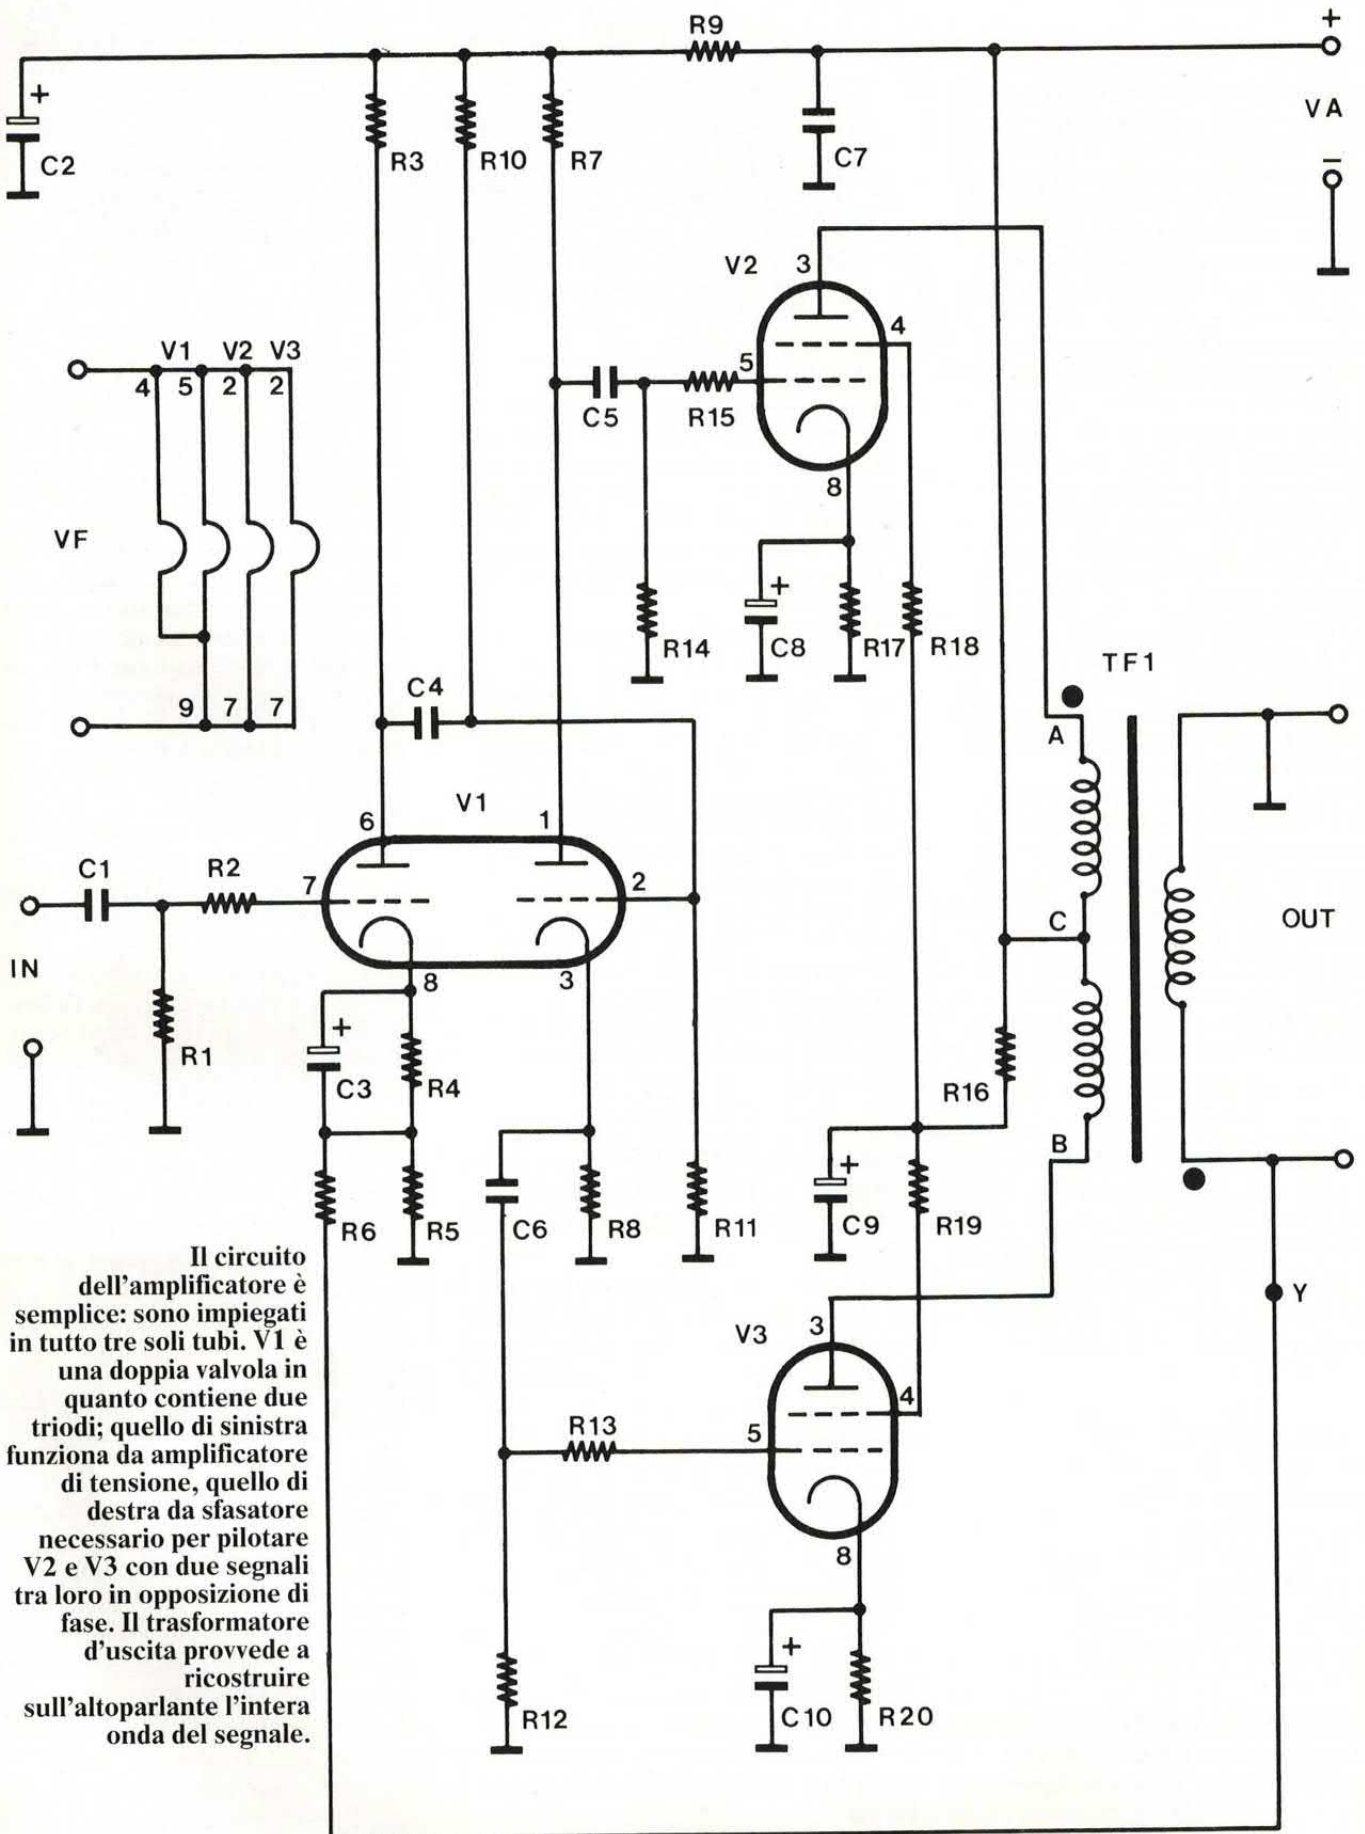 R9
+
VA
–
+
C2
R3
R10
R7
C7
V2
3
4
5
C5
R15
8
V1 V2 V3
4 5 2 2
VF
9 7 7
R14
C8
+
R17
R18
TF1
C4
A
V1
6
1
C1
R2
7
2
C
OUT
IN
8
3
R1
+
C3
R4
R16
B
+
R6
R5
C6
R8
R11
C9
R19
Y
Il circuito
dell'amplificatore è
semplice: sono impiegati
in tutto tre soli tubi. V1 è
una doppia valvola in
quanto contiene due
triodi; quello di sinistra
funziona da amplificatore
di tensione, quello di
destra da sfasatore
necessario per pilotare
V2 e V3 con due segnali
tra loro in opposizione di
fase. Il trasformatore
d'uscita provvede a
ricostruire
sull'altoparlante l'intera
onda del segnale.
V3
3
4
R13
5
8
+
R12
C10
R20